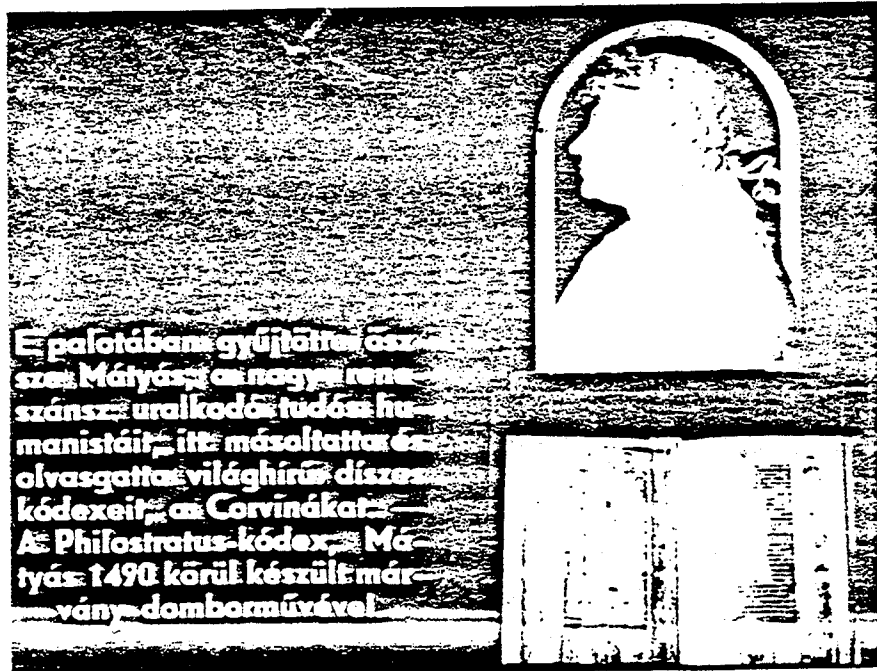 E palotában gyűjtötte ösz-
sze Mátyás, a nagy rene-
szánsz uralkodó tudós hu-
manistáit, itt másoltatta és
olvasgatta világhírű díszes
kódexeit, a Corvinákat. —
A Philostratus-kódex, Má-
tyás 1490 körül készült már-
vány-domborművével